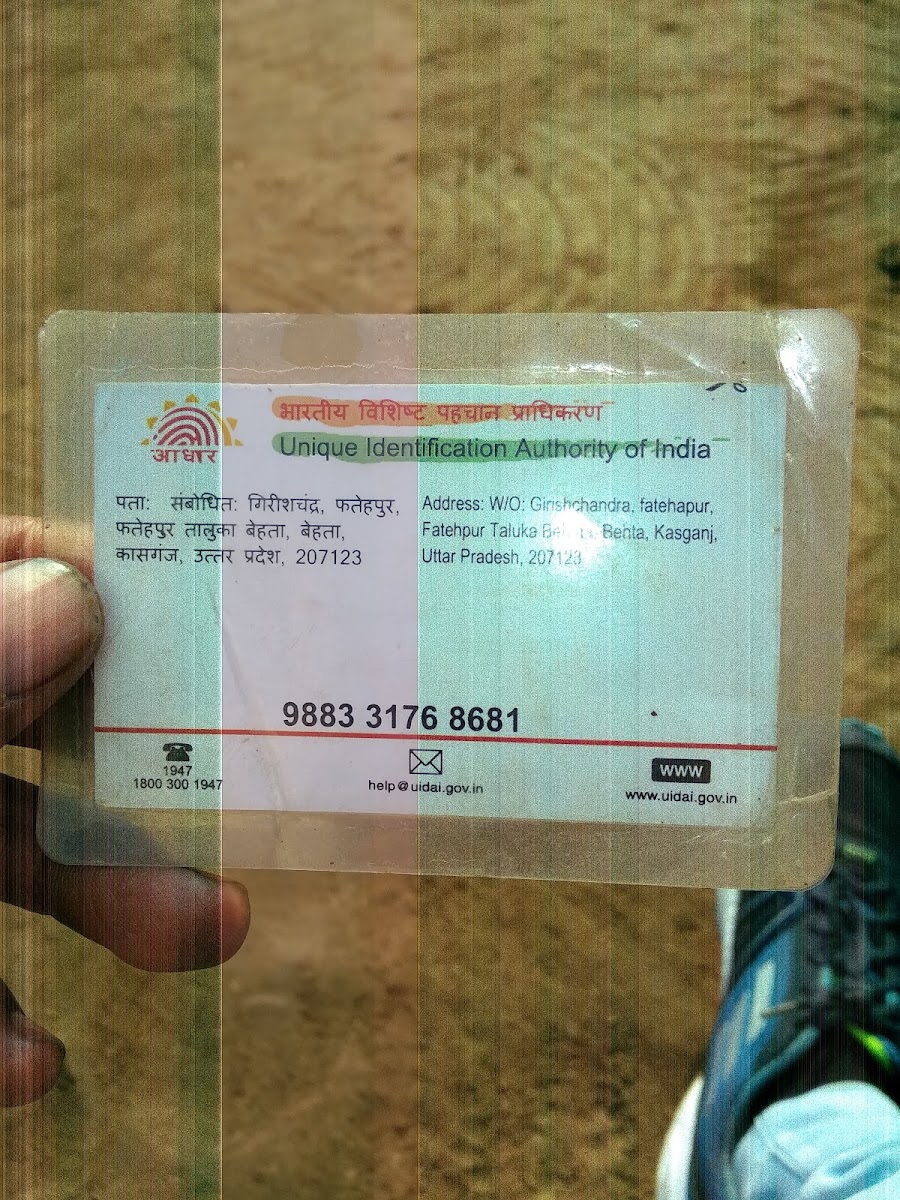 भारतीय विशिष्ट पहचान प्राधिकरण
Unique Identification Authority of India
आधार
पता: संबोधित: गिरीशचंद्र, फतेहपुर,
फतेहपुर तालुका बेहता, बेहता,
कासगंज, उत्तर प्रदेश, 207123
Address: W/O: Girishchandra, fatehapur,
Fatehpur Taluka Behta, Kasganj,
Uttar Pradesh, 207123
9883 3176 8681
1947
1800 300 1947
help@uidai.gov.in
www
www.uidai.gov.in